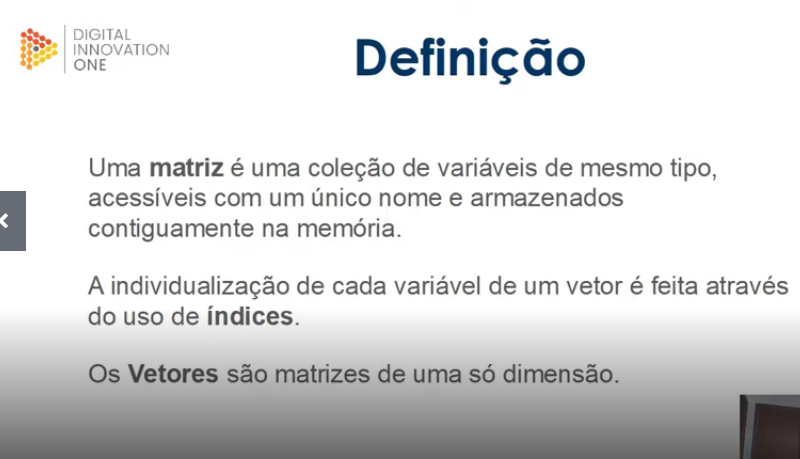 DIGITAL
INNOVATION
ONE
Definição
Uma matriz é uma coleção de variáveis de mesmo tipo,
acessíveis com um único nome e armazenados
contiguamente na memória.
A individualização de cada variável de um vetor é feita através
do uso de índices.
Os Vetores são matrizes de uma só dimensão.